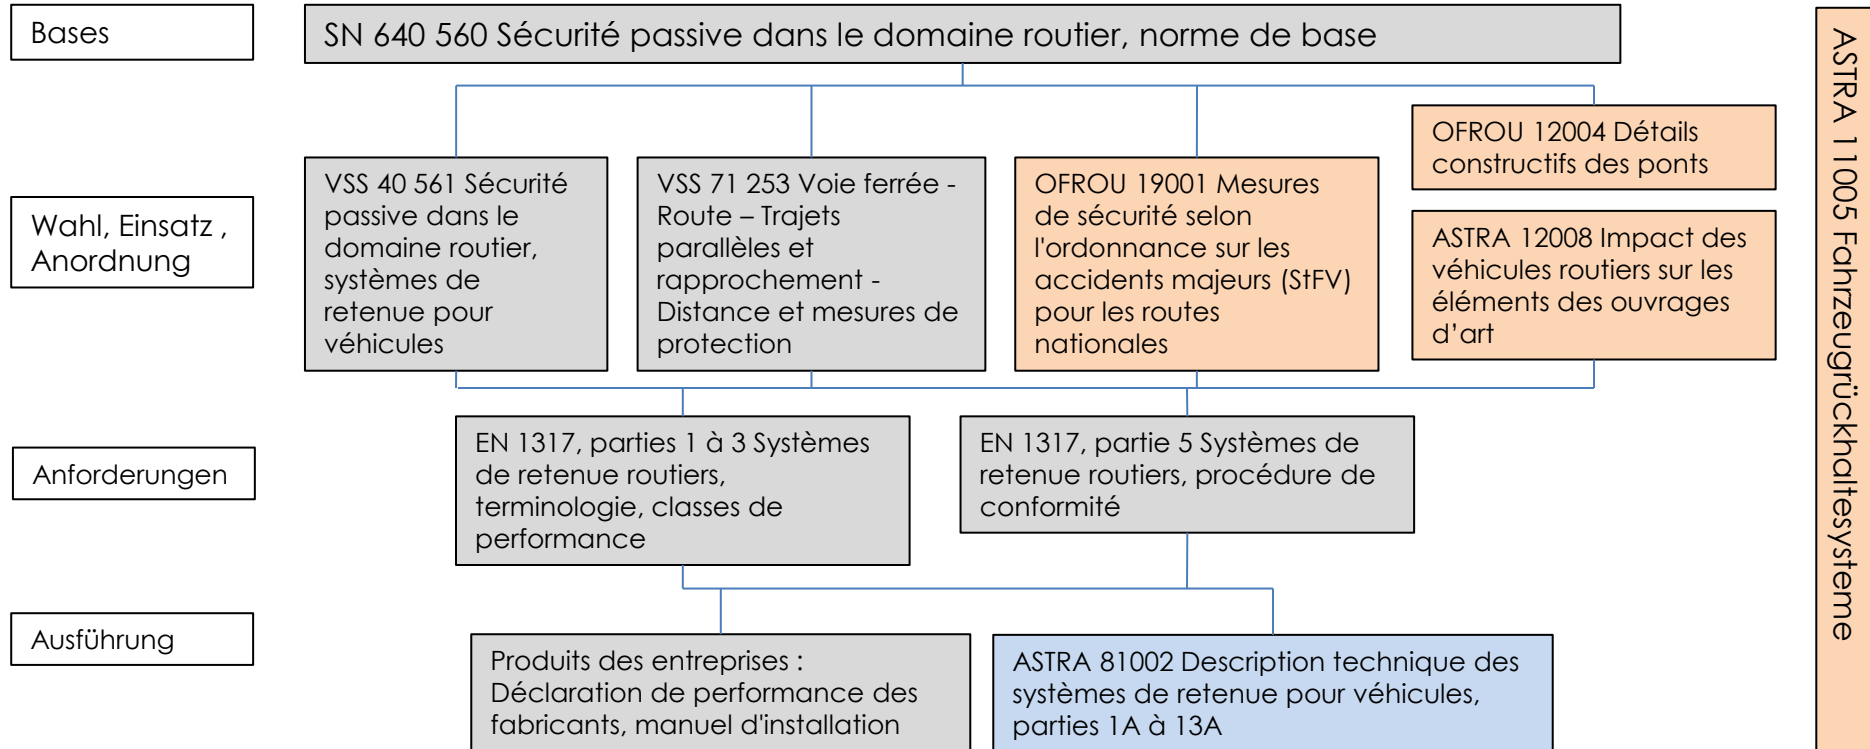 Bases
SN 640 560 Sécurité passive dans le domaine routier, norme de base
ASTRA 11005 Fahrzeugrückhaltesysteme
Wahl, Einsatz ,
Anordnung
VSS 40 561 Sécurité
passive dans le
domaine routier,
systèmes de
retenue pour
véhicules
VSS 71 253 Voie ferrée -
Route – Trajets
parallèles et
rapprochement -
Distance et mesures de
protection
OFROU 19001 Mesures
de sécurité selon
l'ordonnance sur les
accidents majeurs (StFV)
pour les routes
nationales
OFROU 12004 Détails
constructifs des ponts
ASTRA 12008 Impact des
véhicules routiers sur les
éléments des ouvrages
d’art
Anforderungen
EN 1317, parties 1 à 3 Systèmes
de retenue routiers,
terminologie, classes de
performance
EN 1317, partie 5 Systèmes de
retenue routiers, procédure de
conformité
Ausführung
Produits des entreprises :
Déclaration de performance des
fabricants, manuel d'installation
ASTRA 81002 Description technique des
systèmes de retenue pour véhicules,
parties 1A à 13A